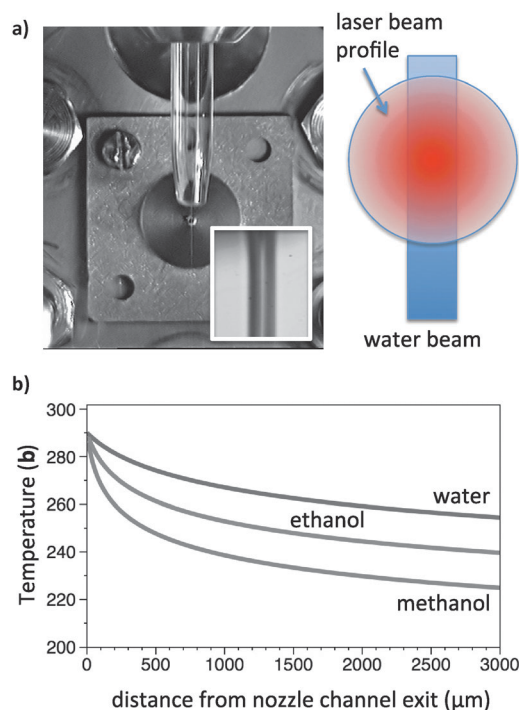 a)
laser beam
profile
water beam
b)
300
280
260
240
220
200
Temperature (b)
water
ethanol
methanol
0
500
1000
1500
2000
2500
3000
distance from nozzle channel exit (μm)